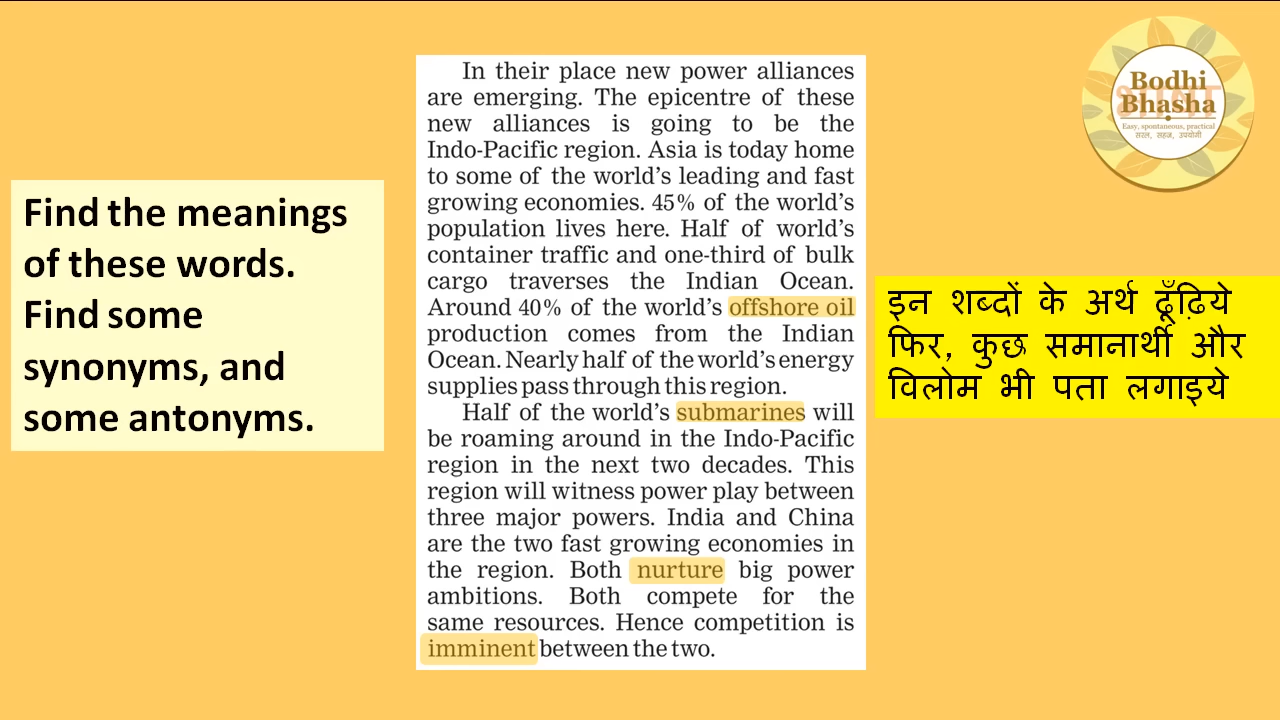 Find the meanings
of these words.
Find some
synonyms, and
some antonyms.
In their place new power alliances
are emerging. The epicentre of these
new alliances is going to be the
Indo-Pacific region. Asia is today home
to some of the world's leading and fast
growing economies. 45% of the world's
population lives here. Half of world's
container traffic and one-third of bulk
cargo traverses the Indian Ocean.
Around 40% of the world's offshore oil
production comes from the Indian
Ocean. Nearly half of the world's energy
supplies pass through this region.
Half of the world's submarines will
be roaming around in the Indo-Pacific
region in the next two decades. This
region will witness power play between
three major powers. India and China
are the two fast growing economies in
the region. Both nurture big power
ambitions. Both compete for the
same resources. Hence competition is
imminent between the two.
Bodhi
Bhasha
Easy, spontaneous, practical
सरल, सहज, उपयोगी
इन शब्दों के अर्थ ढूँढ़िये
फिर, कुछ समानार्थी और
विलोम भी पता लगाइये